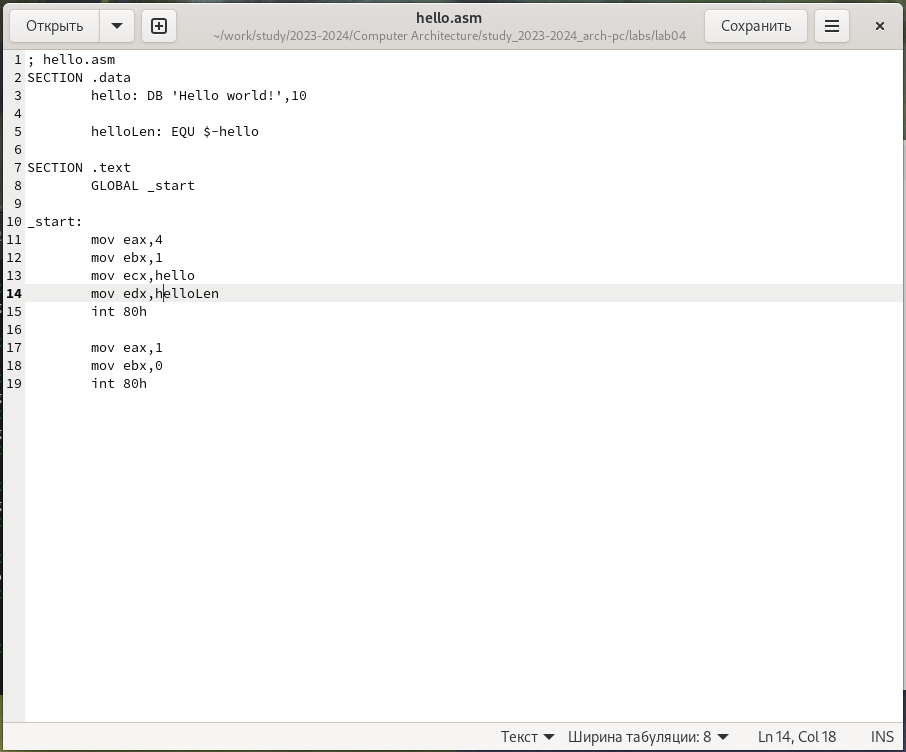 Открыть
hello.asm
~/work/study/2023-2024/Computer Architecture/study_2023-2024_arch-pc/labs/lab04
Сохранить
1 ; hello.asm
2 SECTION .data
3         hello: DB 'Hello world!',10
4
5         helloLen: EQU $-hello
6
7 SECTION .text
8         GLOBAL _start
9
10 _start:
11         mov eax,4
12         mov ebx,1
13         mov ecx,hello
14         mov edx,helloLen
15         int 80h
16
17         mov eax,1
18         mov ebx,0
19         int 80h
Текст Ширина табуляции: 8 Ln 14, Col 18 INS